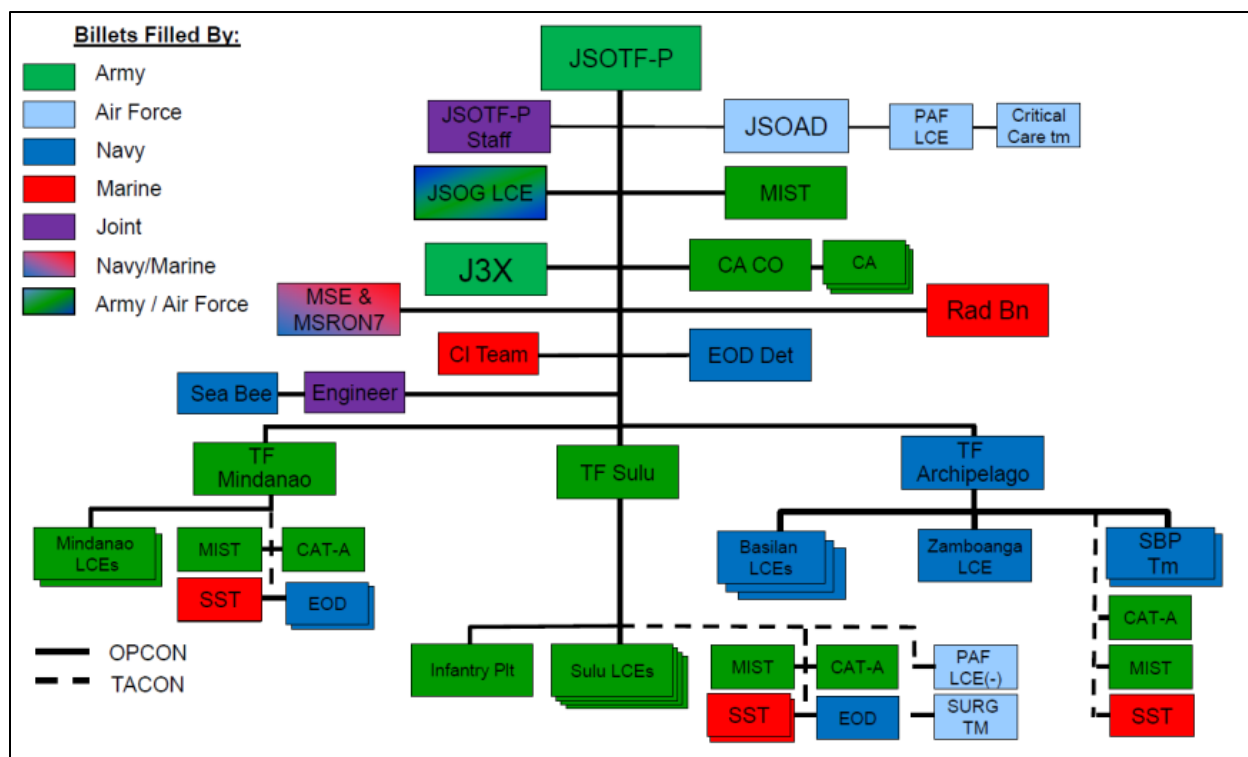 Billets Filled By:
Army
Air Force
Navy
Marine
Joint
Navy/Marine
Army / Air Force
JSOTF-P
JSOTF-P
Staff
JSOAD
PAF
LCE
Critical
Care tm
JSOG LCE
MIST
J3X
CA CO
CA
MSE &
MSRON7
Rad Bn
CI Team
EOD Det
Sea Bee
Engineer
TF
Mindanao
TF Sulu
TF
Archipelago
Mindanao
LCEs
MIST
CAT-A
SST
EOD
Basilan
LCEs
Zamboanga
LCE
SBP
Tm
CAT-A
MIST
SST
OPCON
TACON
Infantry Plt
Sulu LCEs
MIST
CAT-A
PAF
LCE(-)
SST
EOD
SURG
TM